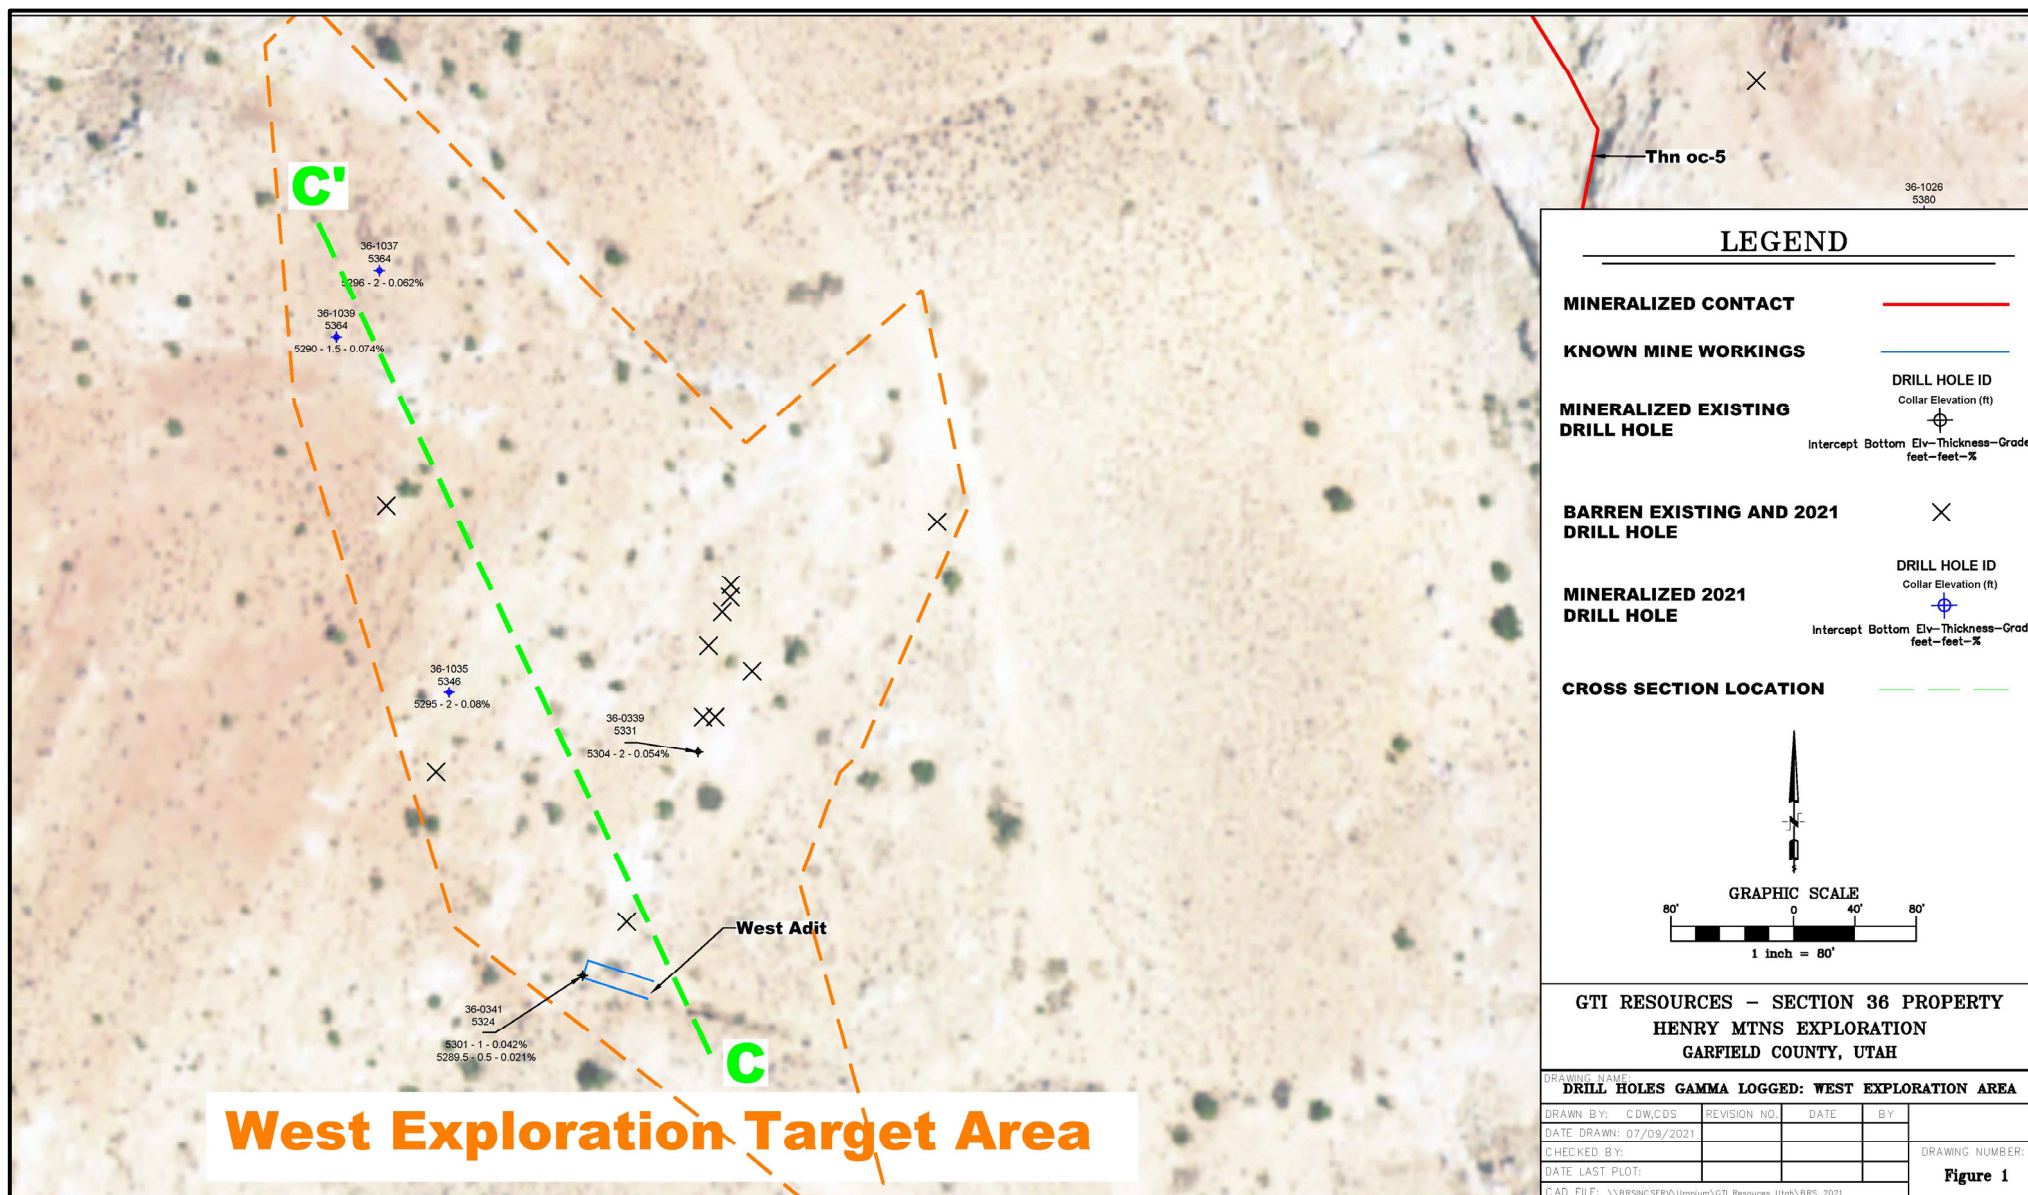 C'
36-1037
5364
5296 - 2 - 0.062%
36-1039
5364
5290 - 1.5 - 0.074%
36-1035
5346
5295 - 2 - 0.08%
36-0339
5331
5304 - 2 - 0.054%
West Adit
36-0341
5324
5301 - 1 - 0.042%
5289.5 - 0.5 - 0.021%
C
West Exploration Target Area
Thn oc-5
36-1026
5380
LEGEND
MINERALIZED CONTACT
KNOWN MINE WORKINGS
MINERALIZED EXISTING
DRILL HOLE
DRILL HOLE ID
Collar Elevation (ft)
Intercept Bottom Elv-Thickness-Grade
feet-feet-%
BARREN EXISTING AND 2021
DRILL HOLE
MINERALIZED 2021
DRILL HOLE
DRILL HOLE ID
Collar Elevation (ft)
Intercept Bottom Elv-Thickness-Grad
feet-feet-%
CROSS SECTION LOCATION
N
S
GRAPHIC SCALE
80' 0 40' 80'
1 inch = 80'
GTI RESOURCES - SECTION 36 PROPERTY
HENRY MTNS EXPLORATION
GARFIELD COUNTY, UTAH
DRAWING NAME:
DRILL HOLES GAMMA LOGGED: WEST EXPLORATION AREA
DRAWN BY: CDW,CDS REVISION NO. DATE BY
DATE DRAWN: 07/09/2021
CHECKED BY:
DATE LAST PLOT:
DRAWING NUMBER:
Figure 1
CAD FILE: \\BRSINCSERV\Uranium\GTI Resources Utah\BRS 2021